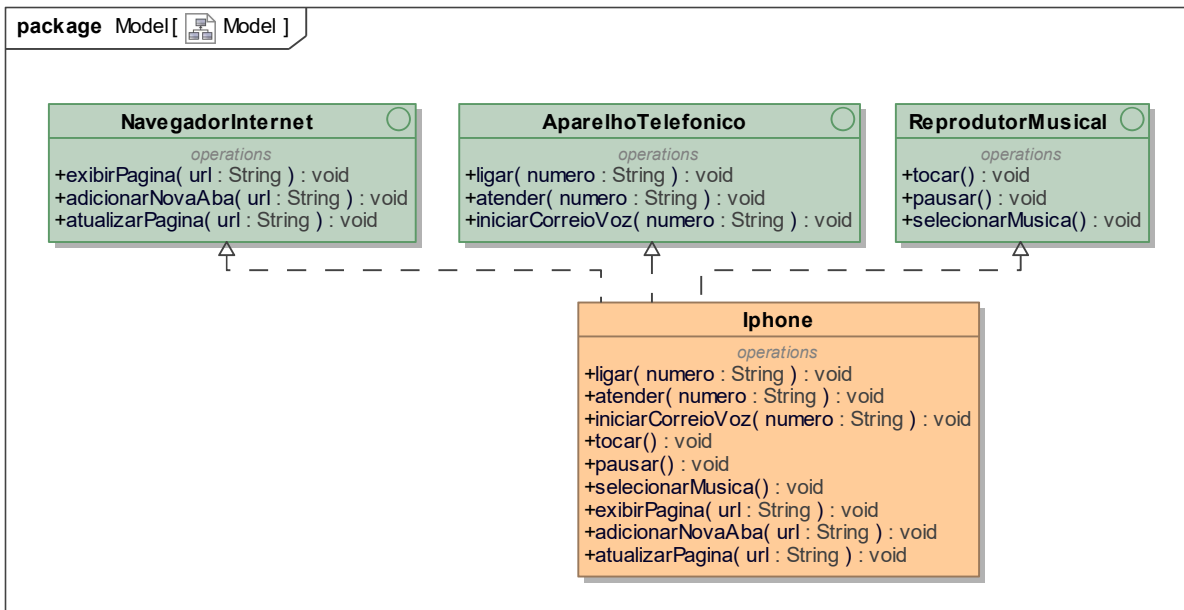 package Model [ Model ]
NavegadorInternet
operations
+exibirPagina( url : String ) : void
+adicionarNovaAba( url : String ) : void
+atualizarPagina( url : String ) : void
AparelhoTelefonico
operations
+ligar( numero : String ) : void
+atender( numero : String ) : void
+iniciarCorreioVoz( numero : String ) : void
ReprodutorMusical
operations
+tocar() : void
+pausar() : void
+selecionarMusica() : void
Iphone
operations
+ligar( numero : String ) : void
+atender( numero : String ) : void
+iniciarCorreioVoz( numero : String ) : void
+tocar() : void
+pausar() : void
+selecionarMusica() : void
+exibirPagina( url : String ) : void
+adicionarNovaAba( url : String ) : void
+atualizarPagina( url : String ) : void